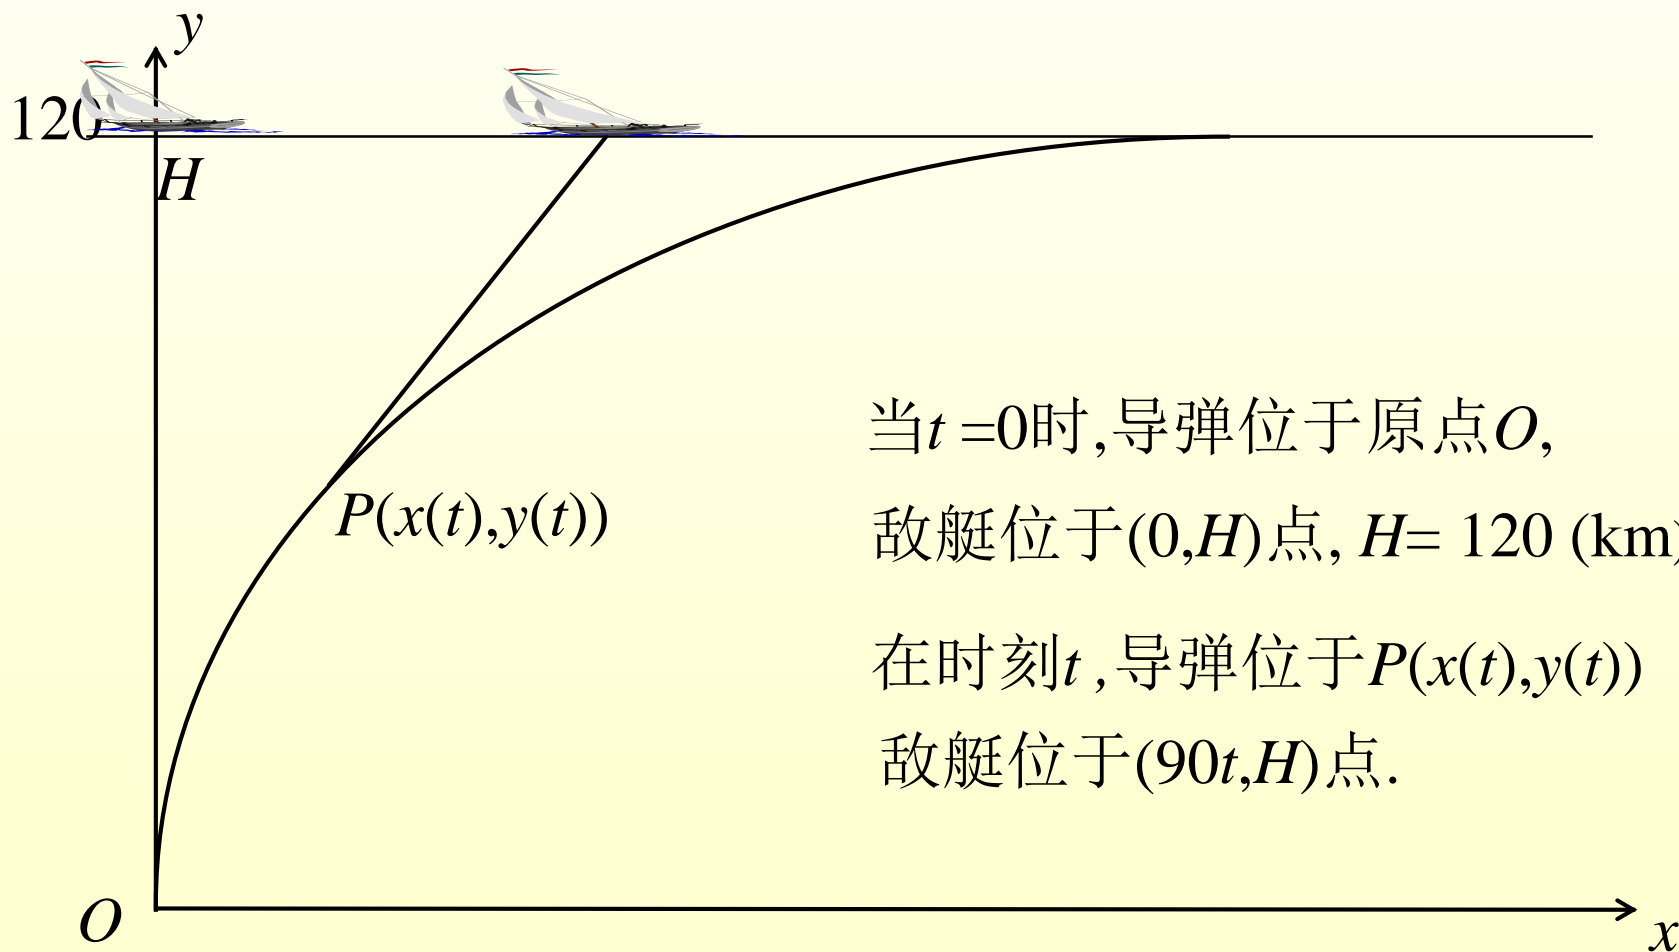 y
120
H
P(x(t),y(t))
当t =0时,导弹位于原点O,
敌艇位于(0,H)点, H= 120 (km)
在时刻t ,导弹位于P(x(t),y(t))
敌艇位于(90t,H)点.
O
x